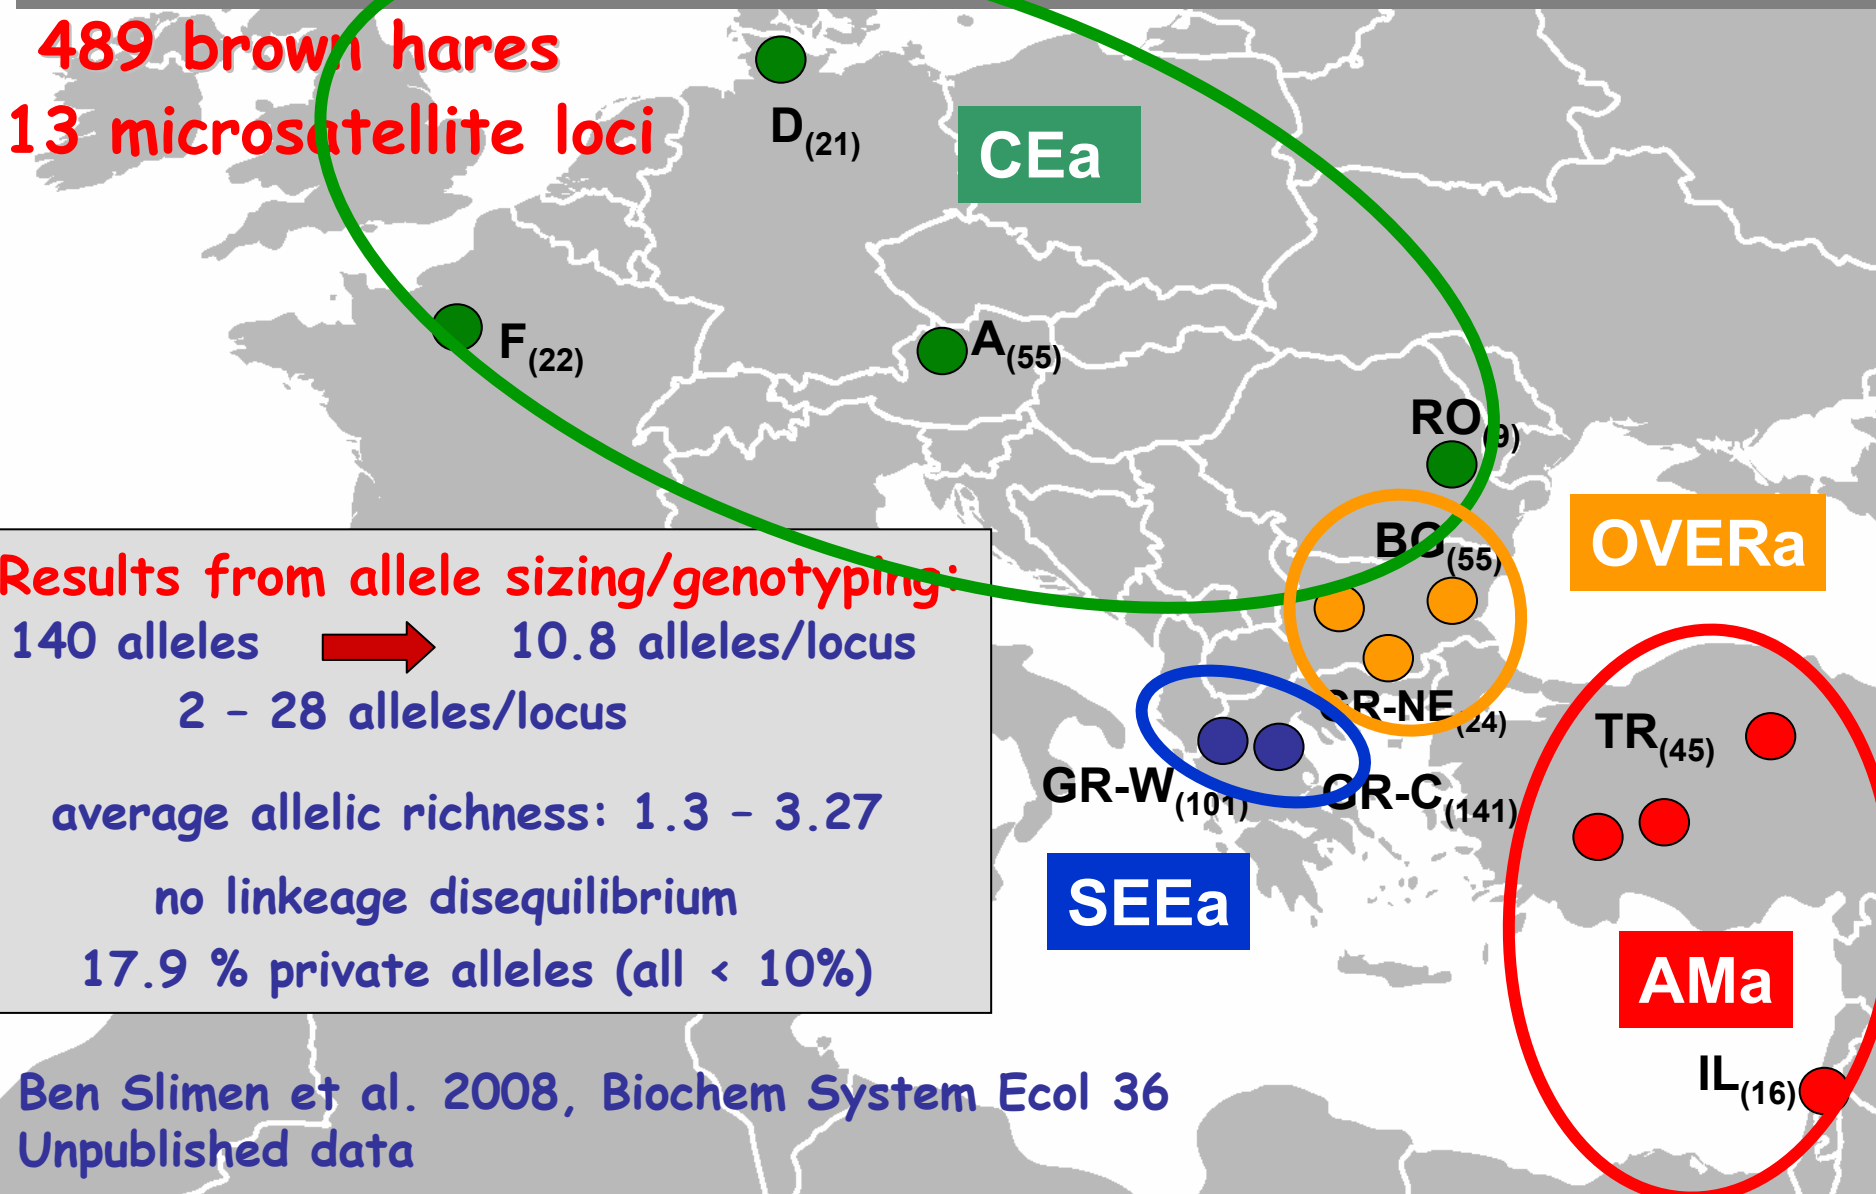 489 brown hares
13 microsatellite loci
D(21)
CEa
F(22)
A(55)
RO(9)
BG(55)
OVERa
GR-NE(24)
TR(45)
GR-W(101)
GR-C(141)
SEEa
AMa
IL(16)
Results from allele sizing/genotyping:
140 alleles 10.8 alleles/locus
2 – 28 alleles/locus
average allelic richness: 1.3 – 3.27
no linkeage disequilibrium
17.9 % private alleles (all < 10%)
Ben Slimen et al. 2008, Biochem System Ecol 36
Unpublished data